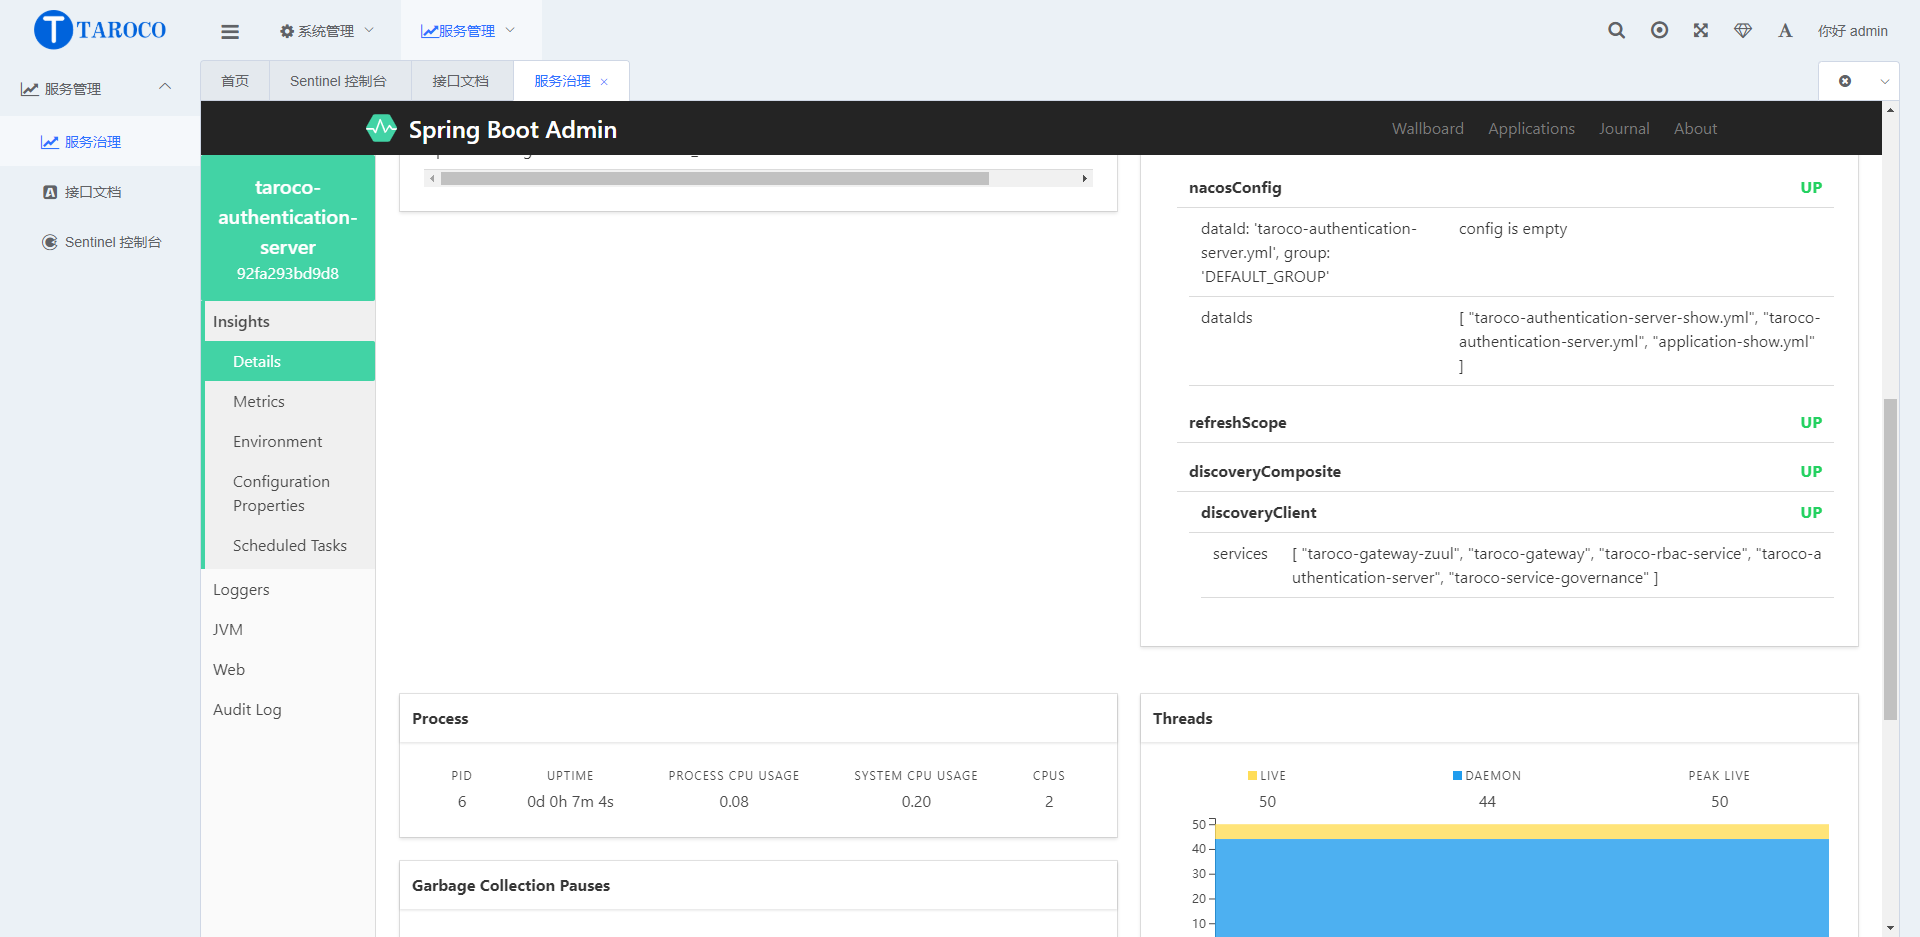 TAROCO
系统管理
服务管理
你好 admin
服务管理
服务治理
接口文档
Sentinel 控制台
首页
Sentinel 控制台
接口文档
服务治理
Spring Boot Admin
Wallboard
Applications
Journal
About
taroco-
authentication-
server
92fa293bd9d8
Insights
Details
Metrics
Environment
Configuration
Properties
Scheduled Tasks
Loggers
JVM
Web
Audit Log
nacosConfig UP
dataId: 'taroco-authentication-
server.yml', group:
'DEFAULT_GROUP'
config is empty
dataIds
[ "taroco-authentication-server-show.yml", "taroco-
authentication-server.yml", "application-show.yml"
]
refreshScope UP
discoveryComposite UP
discoveryClient UP
services
[ "taroco-gateway-zuul", "taroco-gateway", "taroco-rbac-service", "taroco-a
uthentication-server", "taroco-service-governance" ]
Process
PID UPTIME PROCESS CPU USAGE SYSTEM CPU USAGE CPUS
6 0d 0h 7m 4s 0.08 0.20 2
Garbage Collection Pauses
Threads
LIVE DAEMON PEAK LIVE
50 44 50
50
40
30
20
10